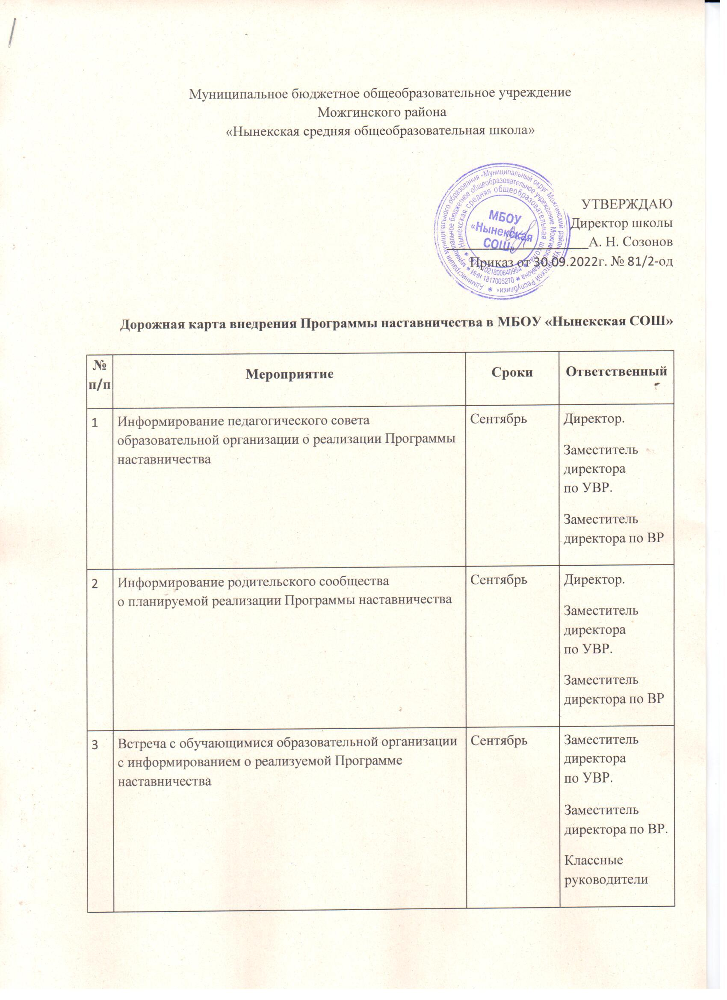 Муниципальное бюджетное общеобразовательное учреждение
Можгинского района
«Нынекская средняя общеобразовательная школа»
Администрация муниципального образования «Муниципальный округ Можгинский район Удмуртской Республики»
муниципальное бюджетное общеобразовательное учреждение Можгинского района
«Нынекская средняя общеобразовательная школа»
ИНН 1817005270
МБОУ
«Нынекская
СОШ»
УТВЕРЖДАЮ
Директор школы
А. Н. Созонов
Приказ от 30.09.2022г. № 81/2-од
Дорожная карта внедрения Программы наставничества в МБОУ «Нынекская СОШ»
№
п/п
Мероприятие
Сроки
Ответственный
1
Информирование педагогического совета
образовательной организации о реализации Программы
наставничества
Сентябрь
Директор.
Заместитель
директора
по УВР.
Заместитель
директора по ВР
2
Информирование родительского сообщества
о планируемой реализации Программы наставничества
Сентябрь
Директор.
Заместитель
директора
по УВР.
Заместитель
директора по ВР
3
Встреча с обучающимися образовательной организации
с информированием о реализуемой Программе
наставничества
Сентябрь
Заместитель
директора
по УВР.
Заместитель
директора по ВР.
Классные
руководители